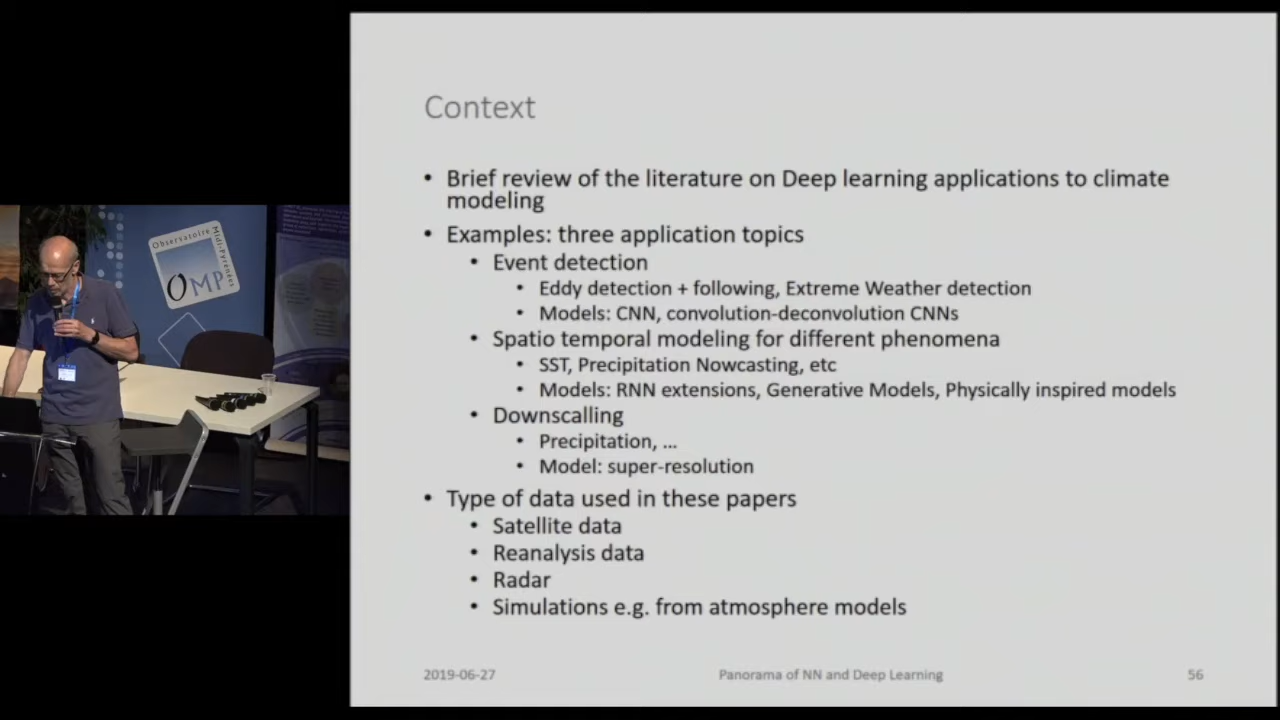 Context
• Brief review of the literature on Deep learning applications to climate
modeling
• Examples: three application topics
• Event detection
• Eddy detection + following, Extreme Weather detection
• Models: CNN, convolution-deconvolution CNNs
• Spatio temporal modeling for different phenomena
• SST, Precipitation Nowcasting, etc
• Models: RNN extensions, Generative Models, Physically inspired models
• Downscalling
• Precipitation, ...
• Model: super-resolution
• Type of data used in these papers
• Satellite data
• Reanalysis data
• Radar
• Simulations e.g. from atmosphere models
2019-06-27
Panorama of NN and Deep Learning
56
Observatoire
Midi-Pyrénées
OMP